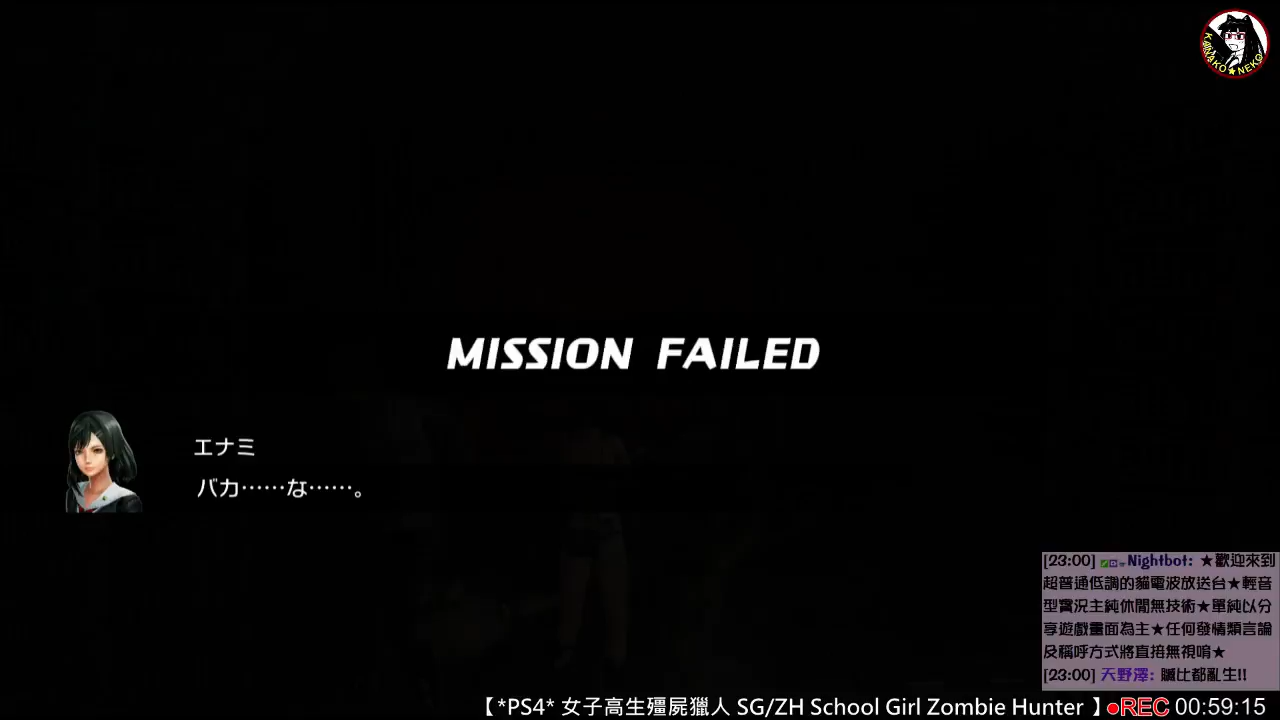 KANAKO★NEKO
MISSION FAILED
エナミ
バカ……な……。
[23:00] Nightbot: ★歡迎來到
超普通低調的貓電波放送台★輕音
型實況主純休閒無技術★單純以分
享遊戲畫面為主★任何發情類言論
及稱呼方式將直接無視唷★
[23:00] 天野澤: 臟比都亂生!!
【*PS4* 女子高生殭屍獵人 SG/ZH School Girl Zombie Hunter 】●REC 00:59:15